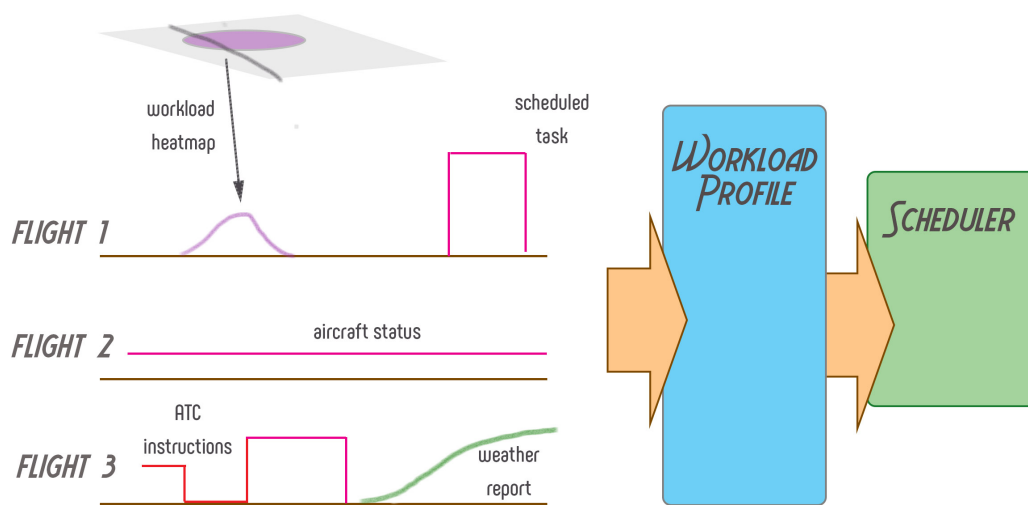 workload
heatmap
scheduled
task
FLIGHT 1
WORKLOAD
PROFILE
SCHEDULER
aircraft status
FLIGHT 2
ATC
instructions
FLIGHT 3
weather
report